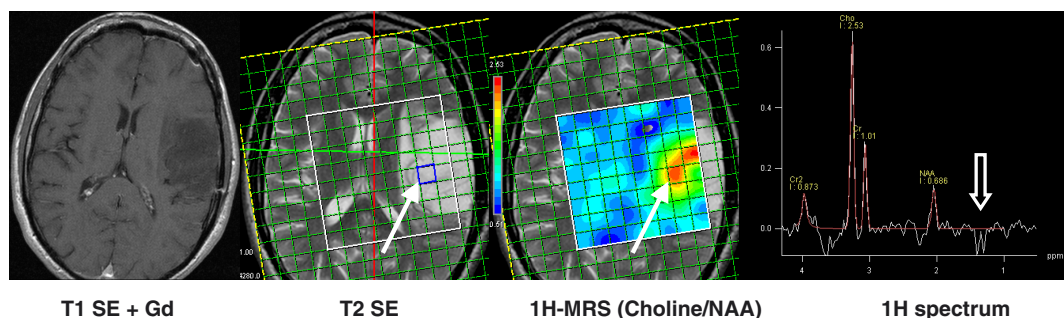 2.53
0.51
1.00
4280.0
Cho
I : 2.53
Cr
I : 1.01
Cr2
I : 0.873
NAA
I : 0.686
0.6
0.4
0.2
0.0
4 3 2 1 ppm
T1 SE + Gd T2 SE 1H-MRS (Choline/NAA) 1H spectrum